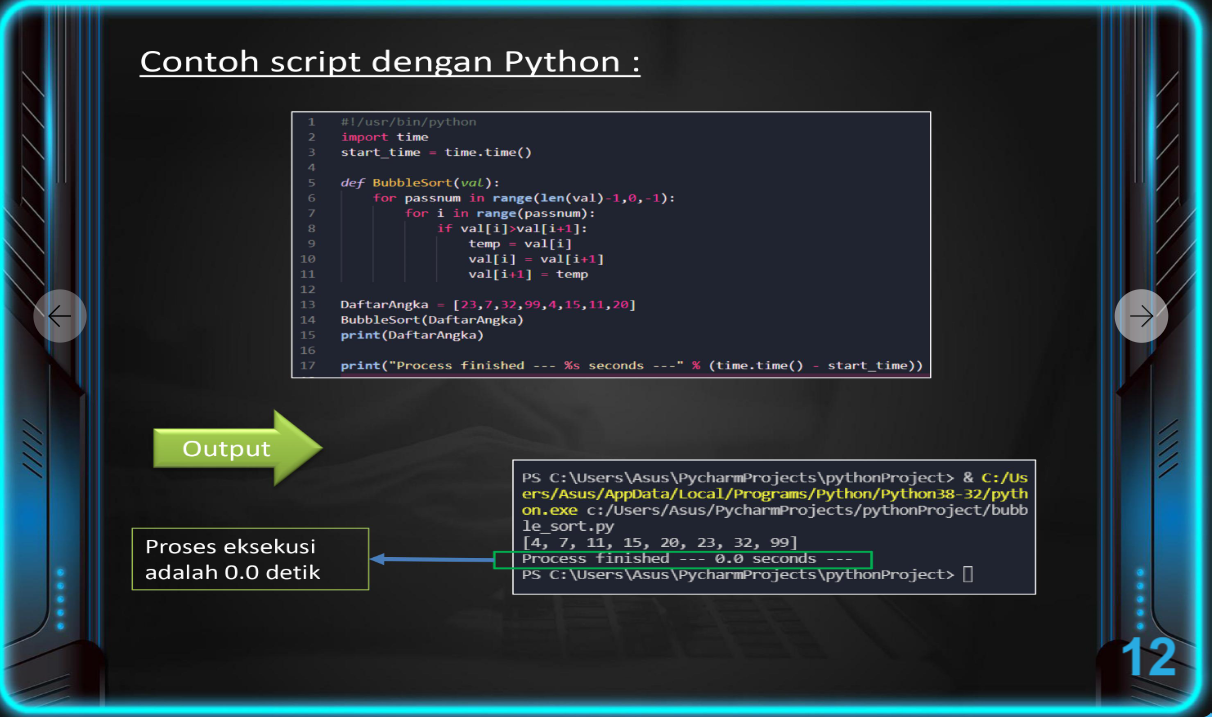 Contoh script dengan Python :
1 #!/usr/bin/python
2 import time
3 start_time = time.time()
4
5 def BubbleSort(val):
6 for passnum in range(len(val)-1,0,-1):
7 for i in range(passnum):
8 if val[i]>val[i+1]:
9 temp = val[i]
10 val[i] = val[i+1]
11 val[i+1] = temp
12
13 DaftarAngka = [23,7,32,99,4,15,11,20]
14 BubbleSort(DaftarAngka)
15 print(DaftarAngka)
16
17 print("Process finished --- %s seconds ---" % (time.time() - start_time))
Output
PS C:\Users\Asus\PycharmProjects\pythonProject> & C:/Us
ers/Asus/AppData/Local/Programs/Python/Python38-32/pyth
on.exe c:/Users/Asus/PycharmProjects/pythonProject/bubb
le_sort.py
[4, 7, 11, 15, 20, 23, 32, 99]
Process finished --- 0.0 seconds ---
PS C:\Users\Asus\PycharmProjects\pythonProject>
Proses eksekusi
adalah 0.0 detik
12